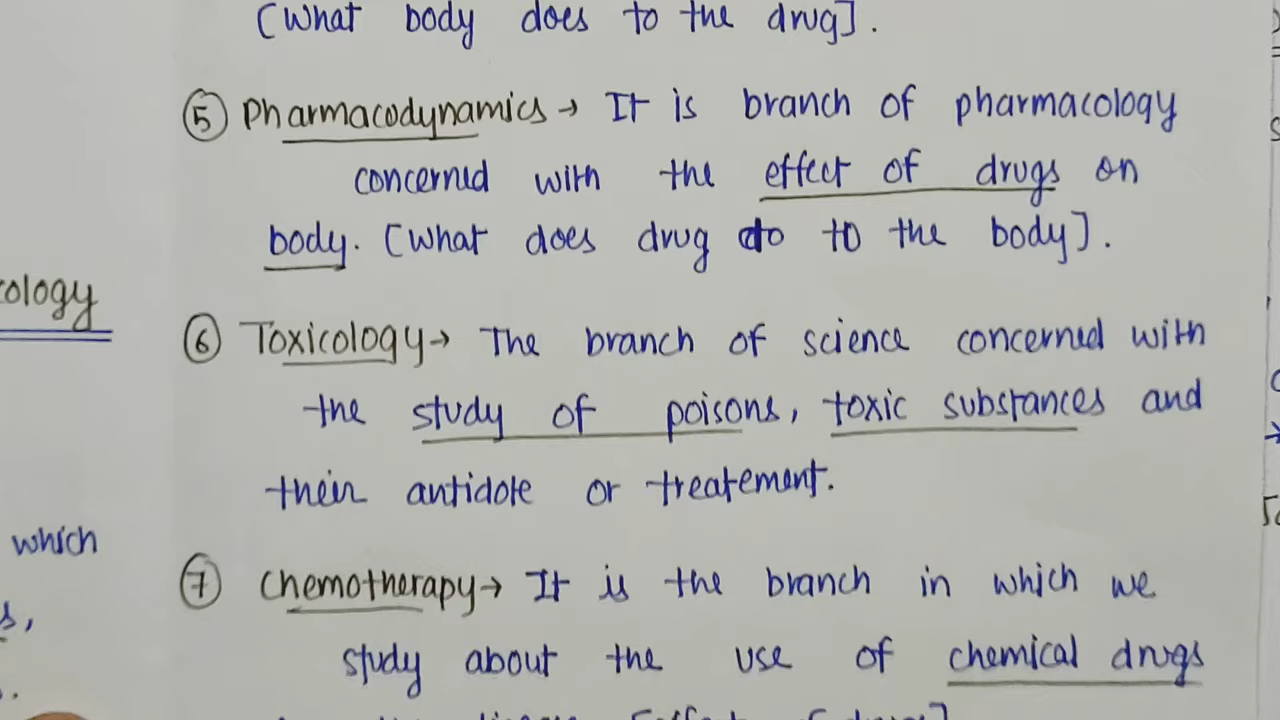 [What body does to the drug].
⑤ Pharmacodynamics → It is branch of pharmacology
concerned with the effect of drugs on
body. [What does drug do to the body].
⑥ Toxicology → The branch of science concerned with
the study of poisons, toxic substances and
their antidote or treatement.
⑦ Chemotherapy → It is the branch in which we
study about the use of chemical drugs
cology
which